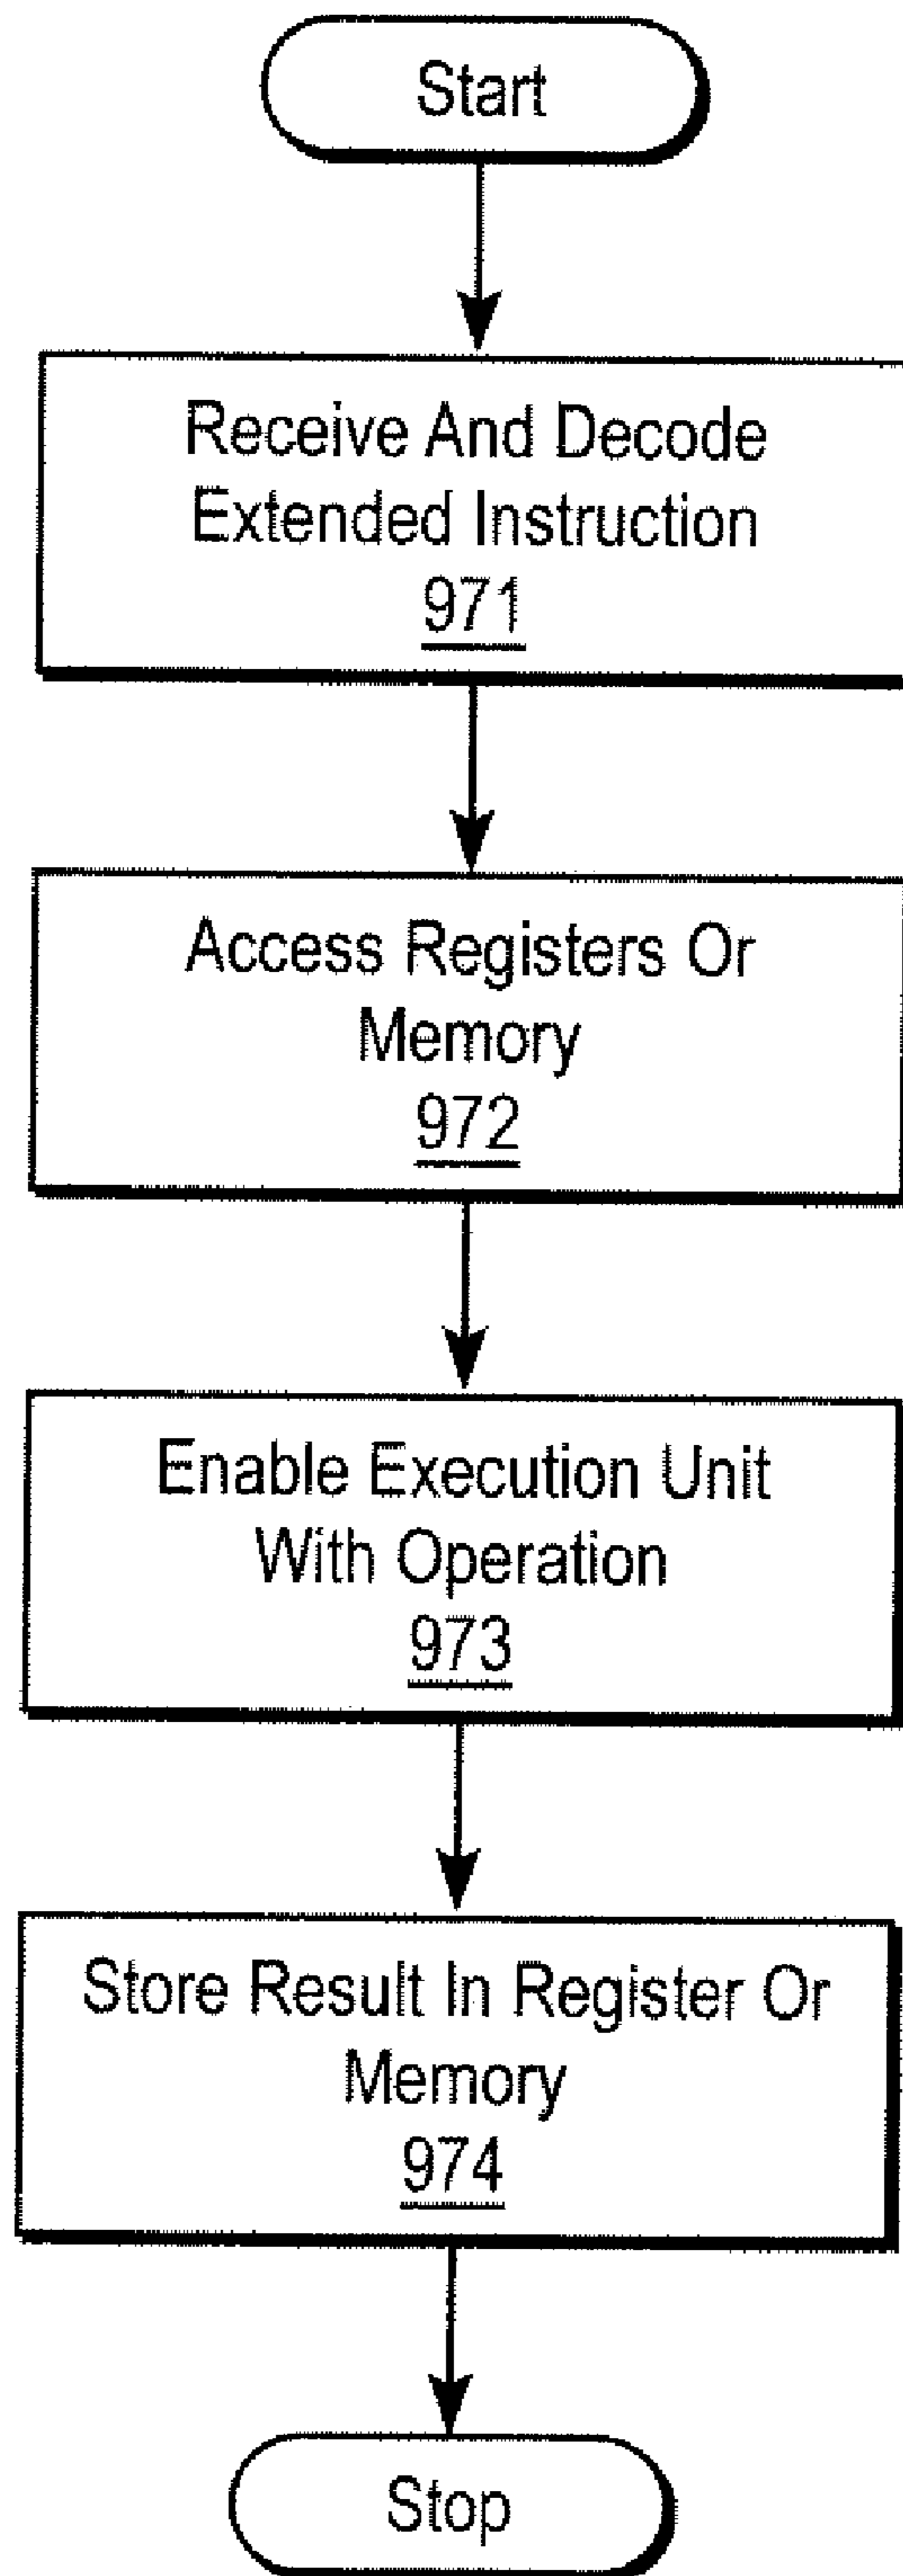 Start
Receive And Decode
Extended Instruction
971
Access Registers Or
Memory
972
Enable Execution Unit
With Operation
973
Store Result In Register Or
Memory
974
Stop